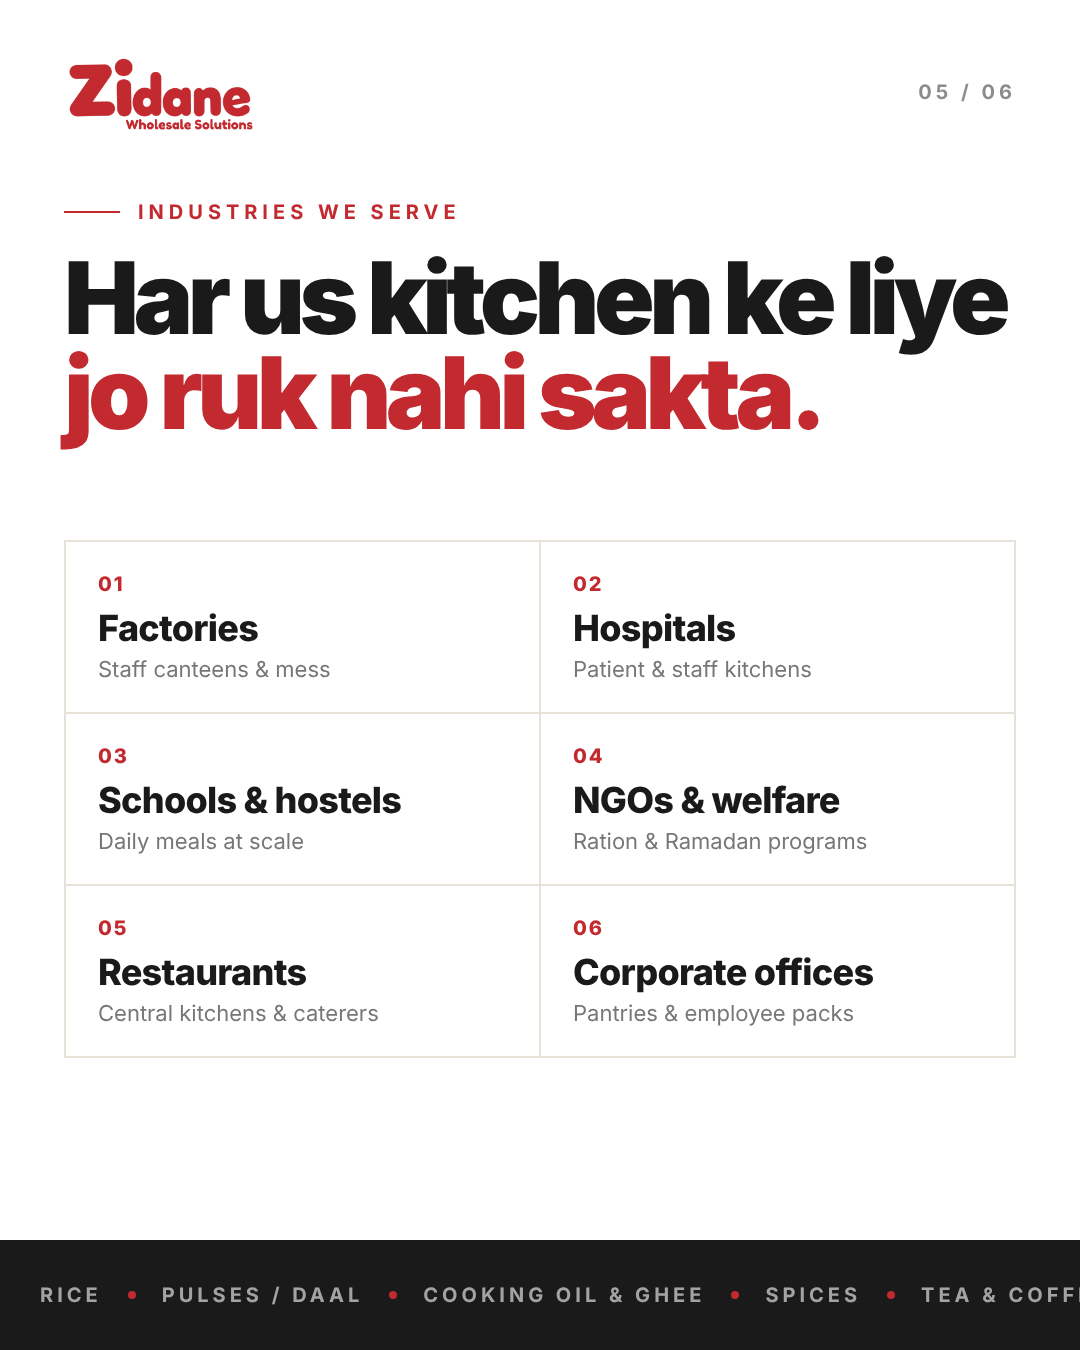 Zidane
Wholesale Solutions
05 / 06
INDUSTRIES WE SERVE
Har us kitchen ke liye
jo ruk nahi sakta.
01
Factories
Staff canteens & mess
02
Hospitals
Patient & staff kitchens
03
Schools & hostels
Daily meals at scale
04
NGOs & welfare
Ration & Ramadan programs
05
Restaurants
Central kitchens & caterers
06
Corporate offices
Pantries & employee packs
RICE • PULSES / DAAL • COOKING OIL & GHEE • SPICES • TEA & COFF